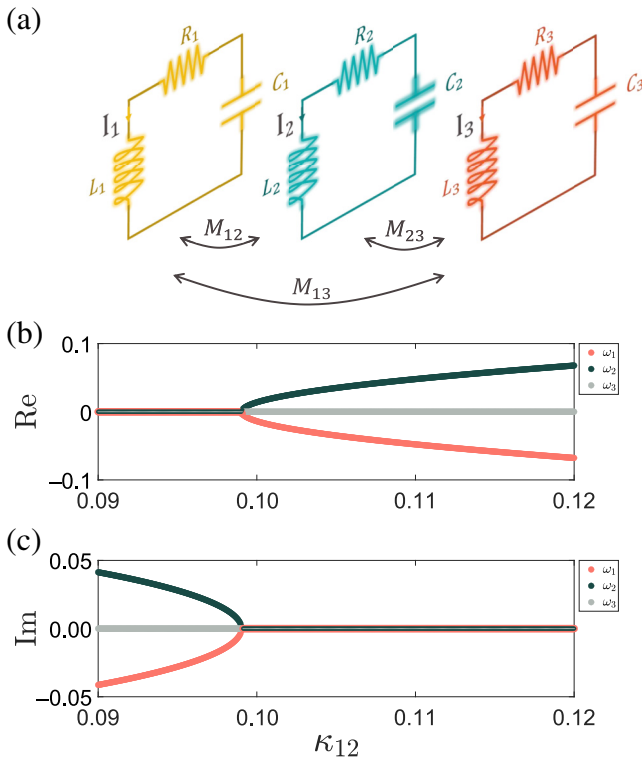 (a)
R₁ R₂ R₃
C₁ C₂ C₃
I₁ I₂ I₃
L₁ L₂ L₃
M₁₂ M₂₃
M₁₃
(b)
0.1
0
−0.1
Re
ω₁
ω₂
ω₃
0.09 0.10 0.11 0.12
(c)
0.05
0.00
−0.05
Im
ω₁
ω₂
ω₃
0.09 0.10 0.11 0.12
κ₁₂